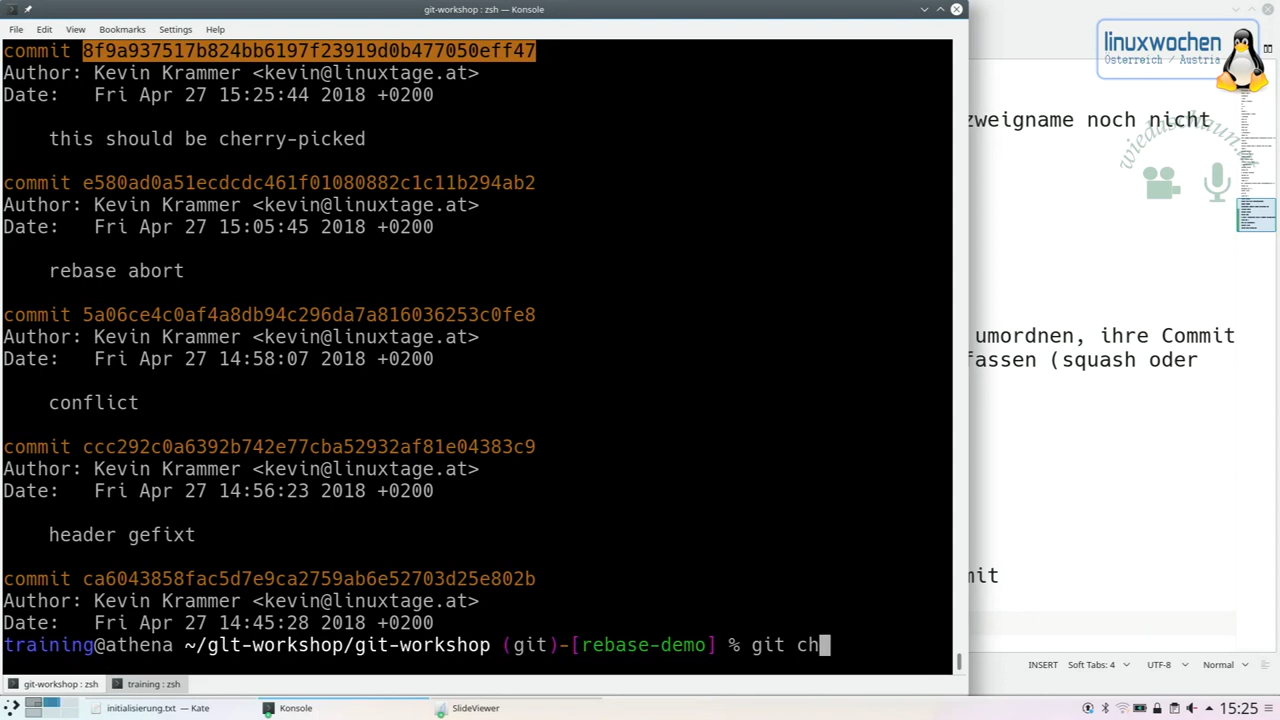 git-workshop : zsh — Konsole
File Edit View Bookmarks Settings Help
commit 8f9a937517b824bb6197f23919d0b477050eff47
Author: Kevin Krammer <kevin@linuxtage.at>
Date:   Fri Apr 27 15:25:44 2018 +0200
this should be cherry-picked
commit e580ad0a51ecdcdc461f01080882c1c11b294ab2
Author: Kevin Krammer <kevin@linuxtage.at>
Date:   Fri Apr 27 15:05:45 2018 +0200
rebase abort
commit 5a06ce4c0af4a8db94c296da7a816036253c0fe8
Author: Kevin Krammer <kevin@linuxtage.at>
Date:   Fri Apr 27 14:58:07 2018 +0200
conflict
commit ccc292c0a6392b742e77cba52932af81e04383c9
Author: Kevin Krammer <kevin@linuxtage.at>
Date:   Fri Apr 27 14:56:23 2018 +0200
header gefixt
commit ca6043858fac5d7e9ca2759ab6e52703d25e802b
Author: Kevin Krammer <kevin@linuxtage.at>
Date:   Fri Apr 27 14:45:28 2018 +0200
training@athena ~/glt-workshop/git-workshop (git)-[rebase-demo] % git ch
git-workshop : zsh
training : zsh
linuxwochen
Österreich / Austria
zweigname noch nicht
umordnen, ihre Commit
fassen (squash oder
mit
INSERT Soft Tabs: 4 UTF-8 Normal
initialisierung.txt — Kate
Konsole
SlideViewer
15:25